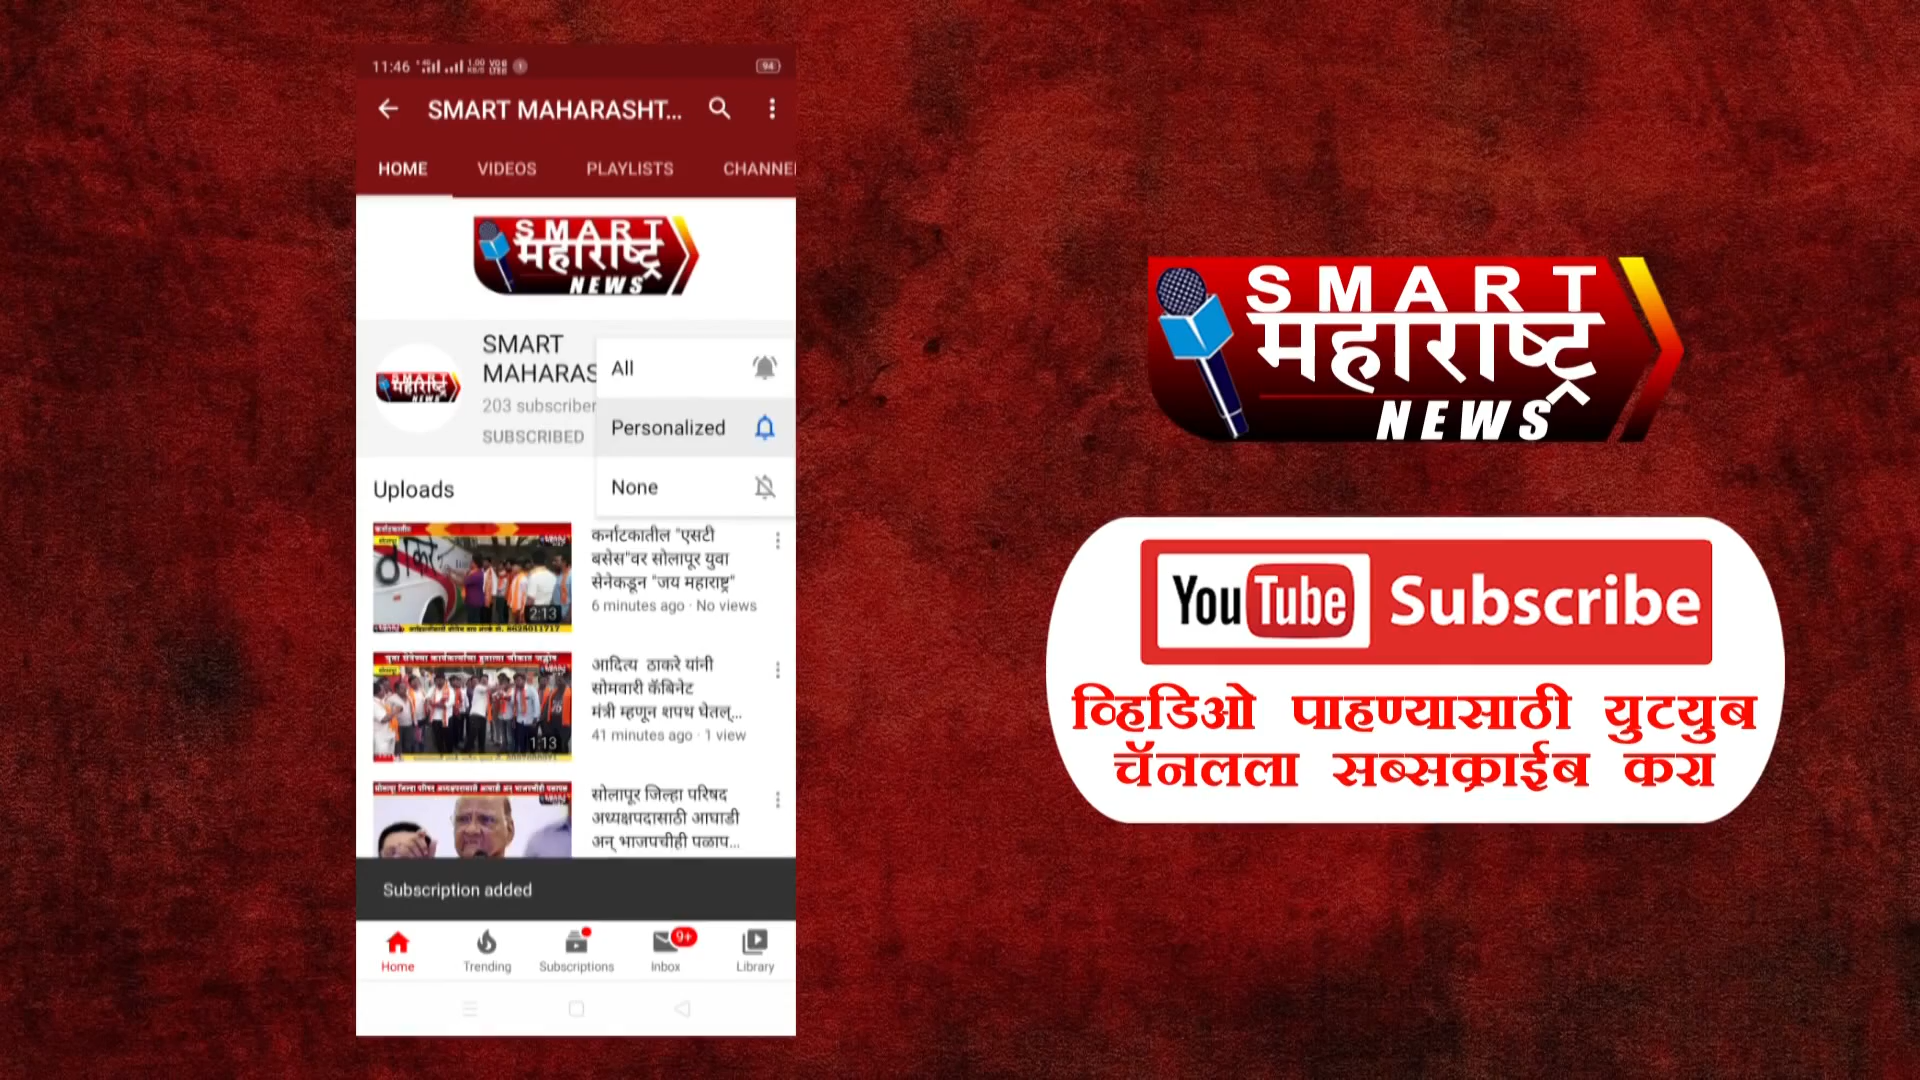 11:46
94
SMART MAHARASHT...
HOME VIDEOS PLAYLISTS CHANNE
SMART
महाराष्ट्र
NEWS
SMART
MAHARAS
203 subscriber
SUBSCRIBED
All
Personalized
None
Uploads
कर्नाटकातील "एसटी
बसेस"वर सोलापूर युवा
सेनेकडून "जय महाराष्ट्र"
6 minutes ago · No views
2:13
आदित्य ठाकरे यांनी
सोमवारी कॅबिनेट
मंत्री म्हणून शपथ घेतल्...
41 minutes ago · 1 view
1:13
सोलापूर जिल्हा परिषद
अध्यक्षपदासाठी आघाडी
अन् भाजपचीही पळाप...
Subscription added
Home Trending Subscriptions Inbox Library
9+
SMART
महाराष्ट्र
NEWS
YouTube Subscribe
व्हिडिओ पाहण्यासाठी युटयुब
चॅनलला सब्सक्राईब करा